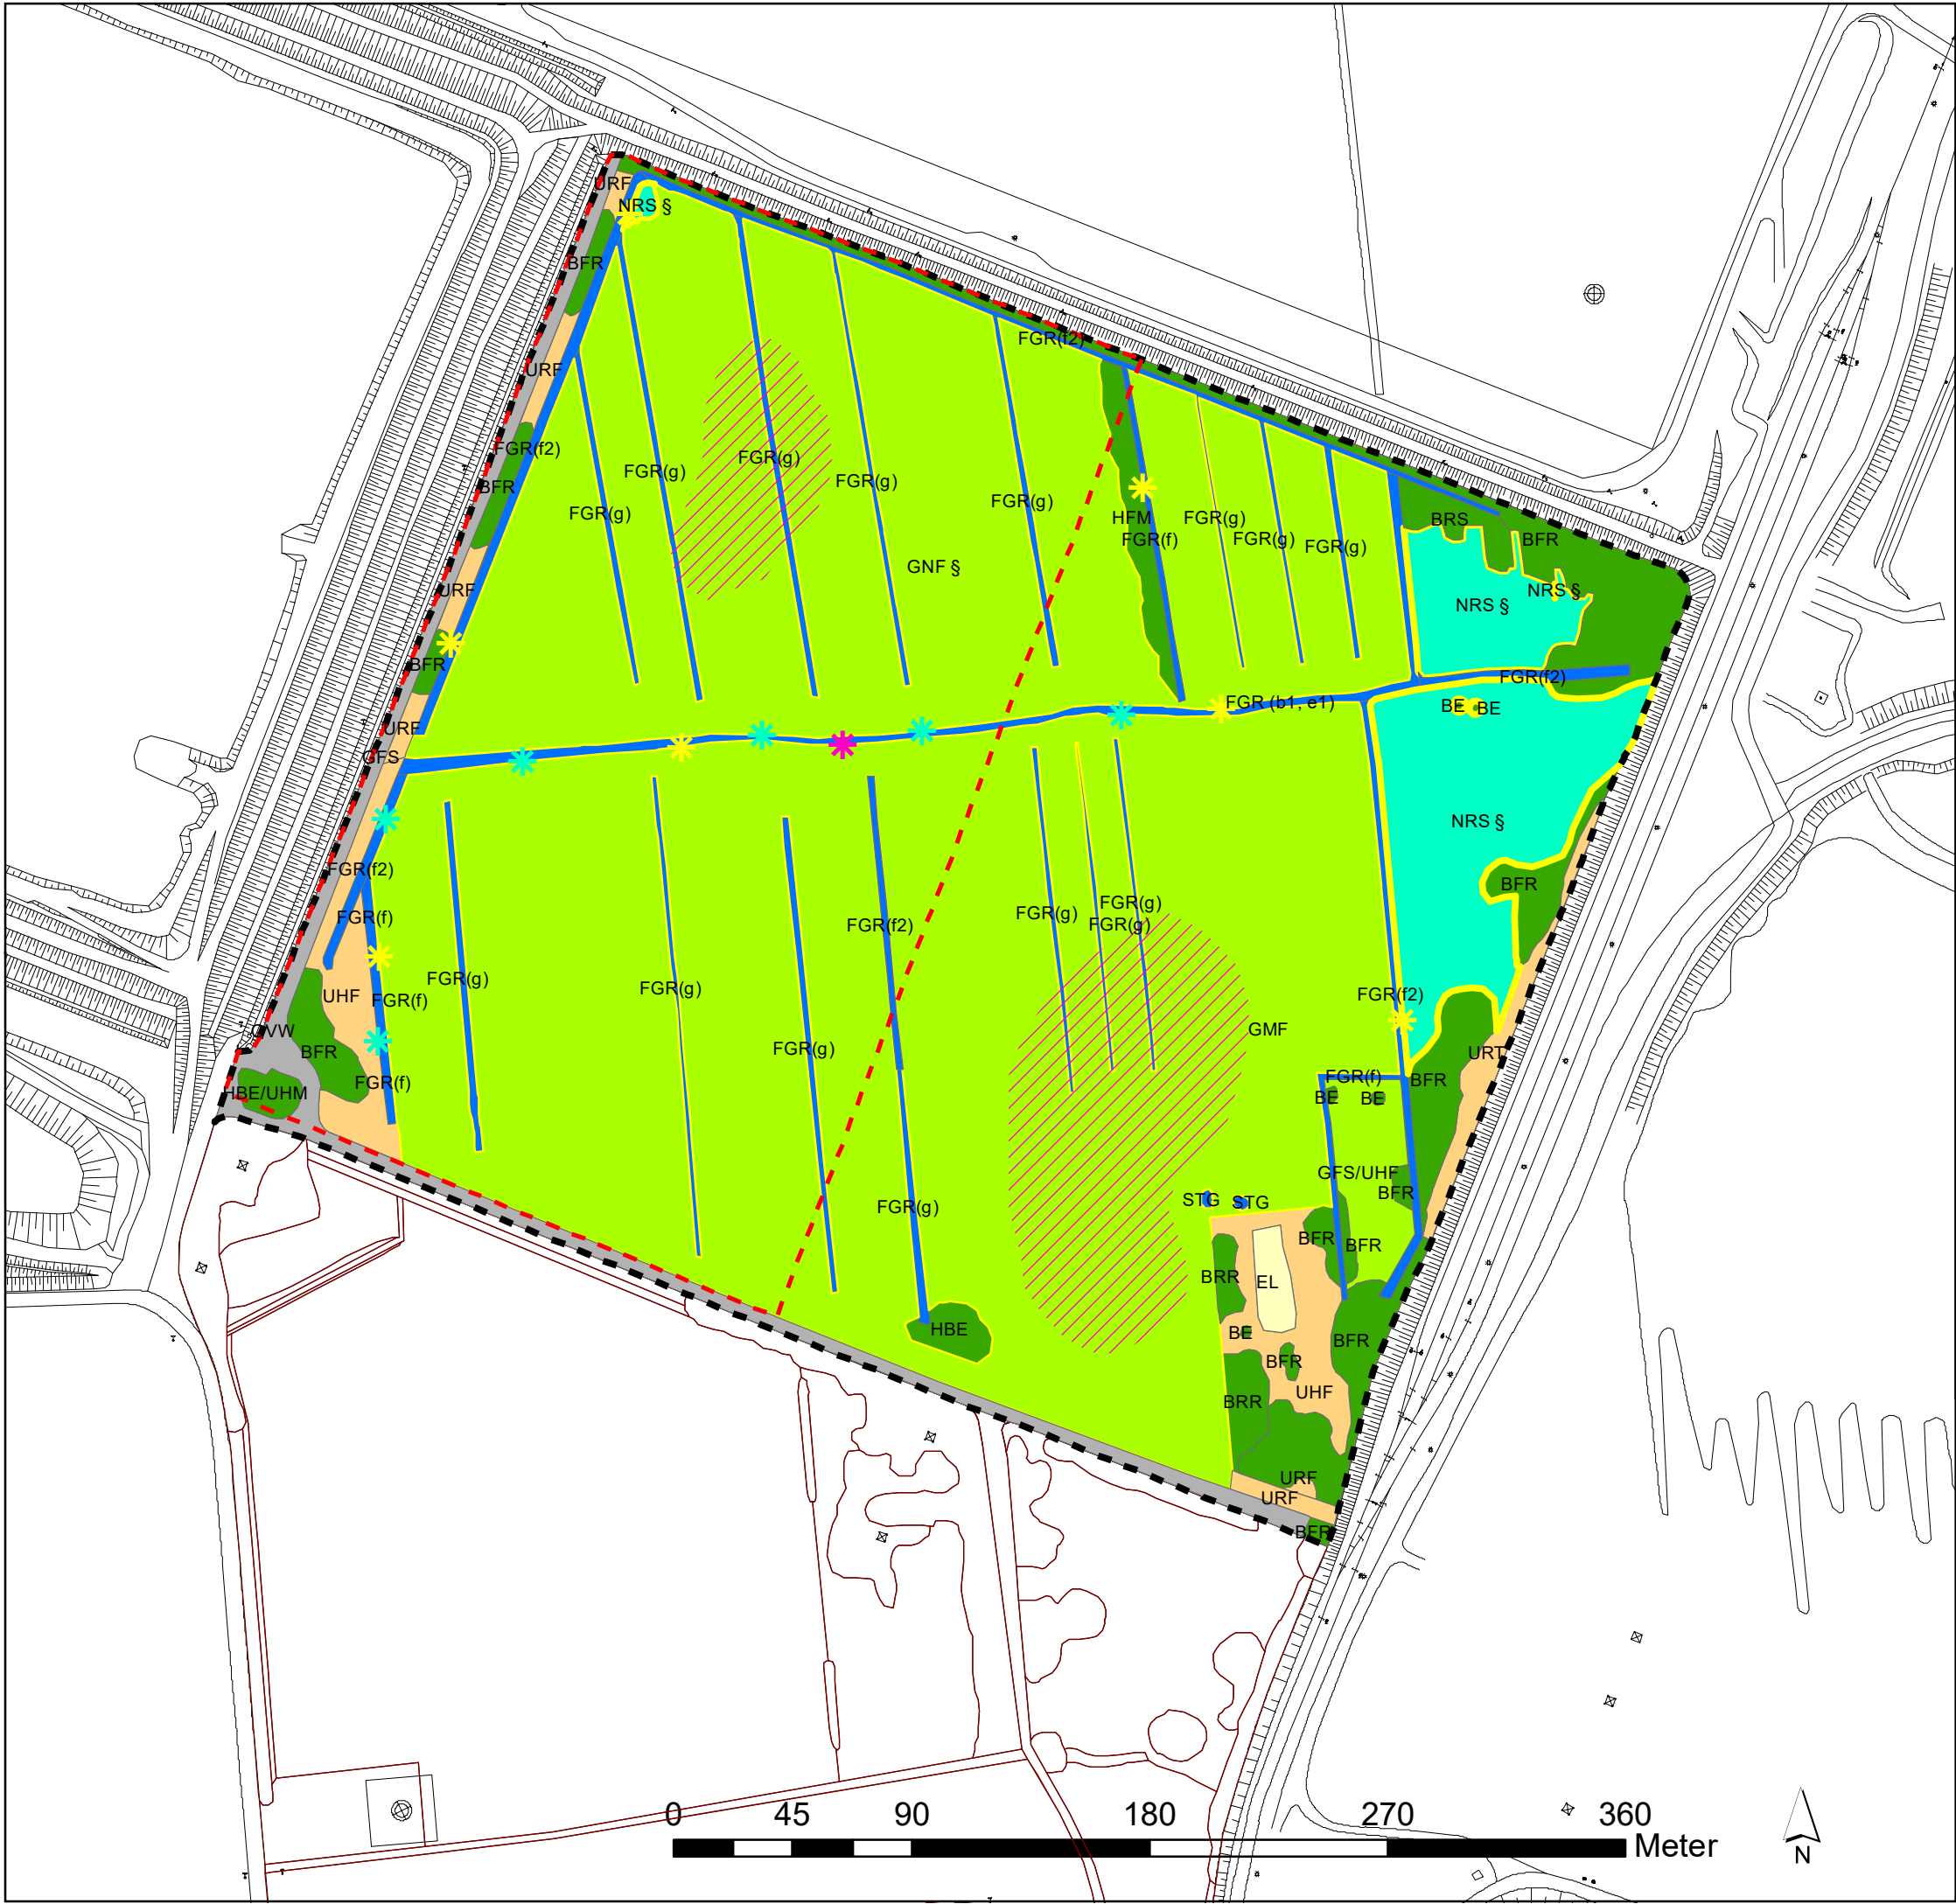 URF
NRS §
BFR
FGR(f2)
URF
FGR(f2)
FGR(g)
FGR(g)
FGR(g)
BFR
FGR(g)
FGR(g)
FGR(g)
HFM
FGR(g)
BRS
FGR(f)
FGR(g)
FGR(g)
BFR
GNF §
URF
NRS §
NRS §
BFR
FGR(f2)
URF
FGR (b1, e1)
BE
BE
GFS
NRS §
FGR(f2)
BFR
FGR(f)
FGR(f2)
FGR(g)
FGR(g)
FGR(g)
FGR(g)
FGR(g)
UHF
FGR(f)
FGR(f2)
OVW
GMF
BFR
FGR(g)
URT
FGR(f)
FGR(f)
BFR
HBE/UHM
BE
BE
GFS/UHF
BFR
STG
STG
FGR(g)
BFR
BFR
BRR
EL
HBE
BE
BFR
BFR
UHF
BRR
URF
URF
BFR
0 45 90 180 270 360
Meter
N